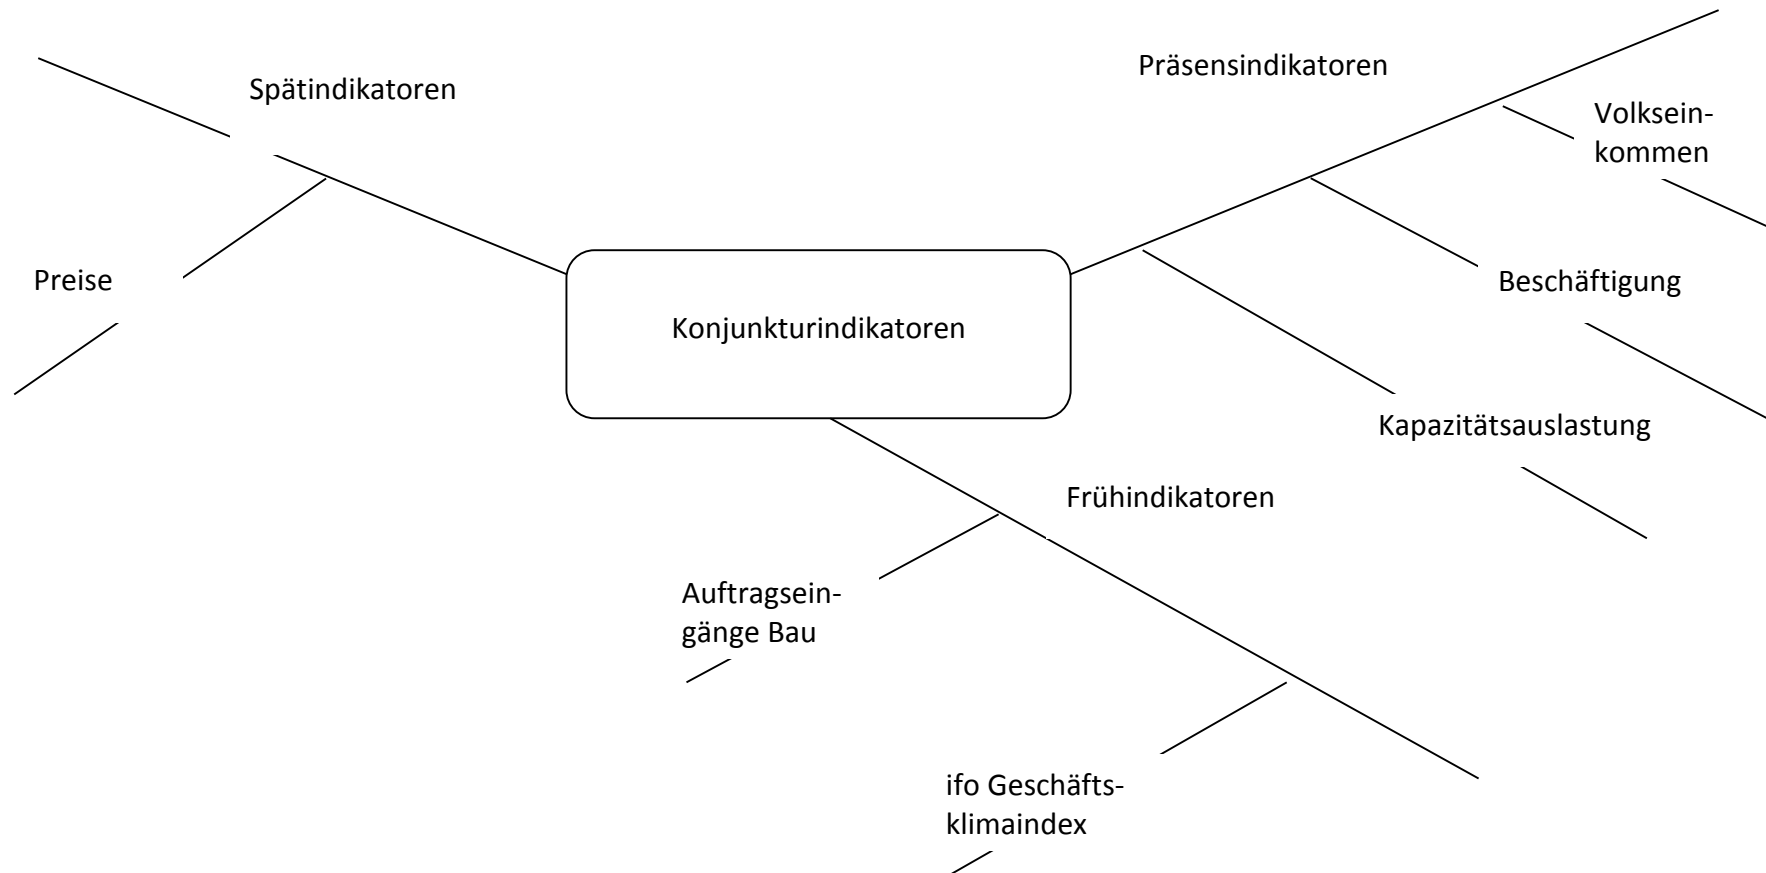 Spätindikatoren
Präsensindikatoren
Volksein-
kommen
Preise
Beschäftigung
Konjunkturindikatoren
Kapazitätsauslastung
Frühindikatoren
Auftragsein-
gänge Bau
ifo Geschäfts-
klimaindex